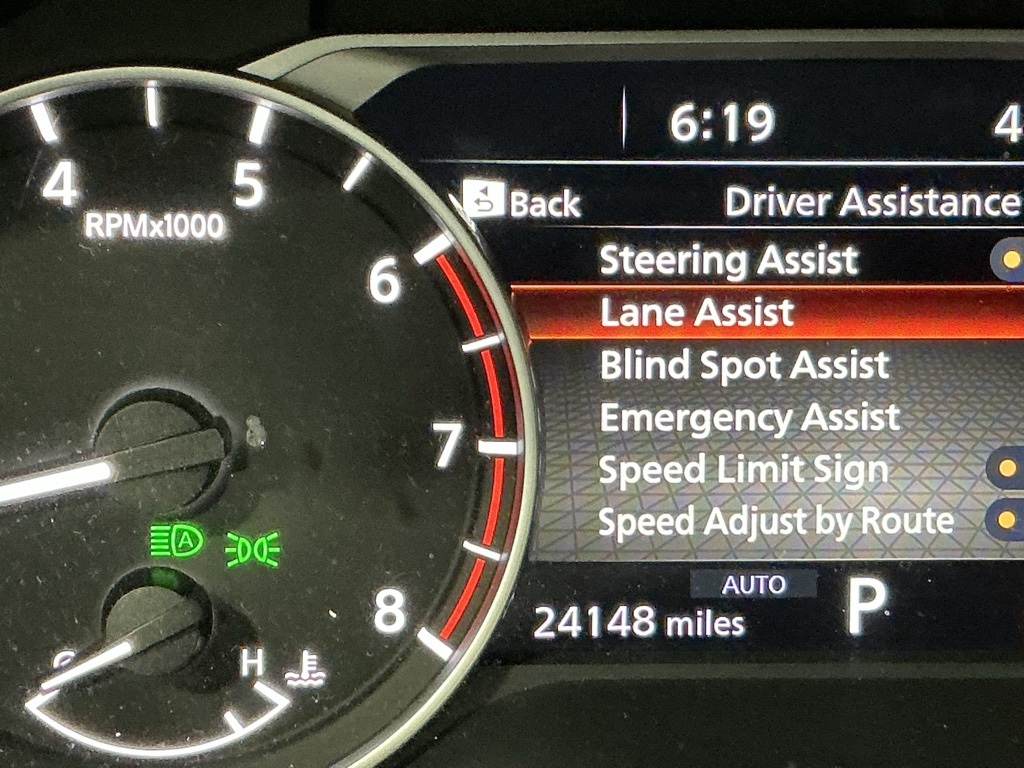 4
5
RPMx1000
6
7
8
A
H
6:19
4
Back
Driver Assistance
Steering Assist
Lane Assist
Blind Spot Assist
Emergency Assist
Speed Limit Sign
Speed Adjust by Route
AUTO
24148 miles
P